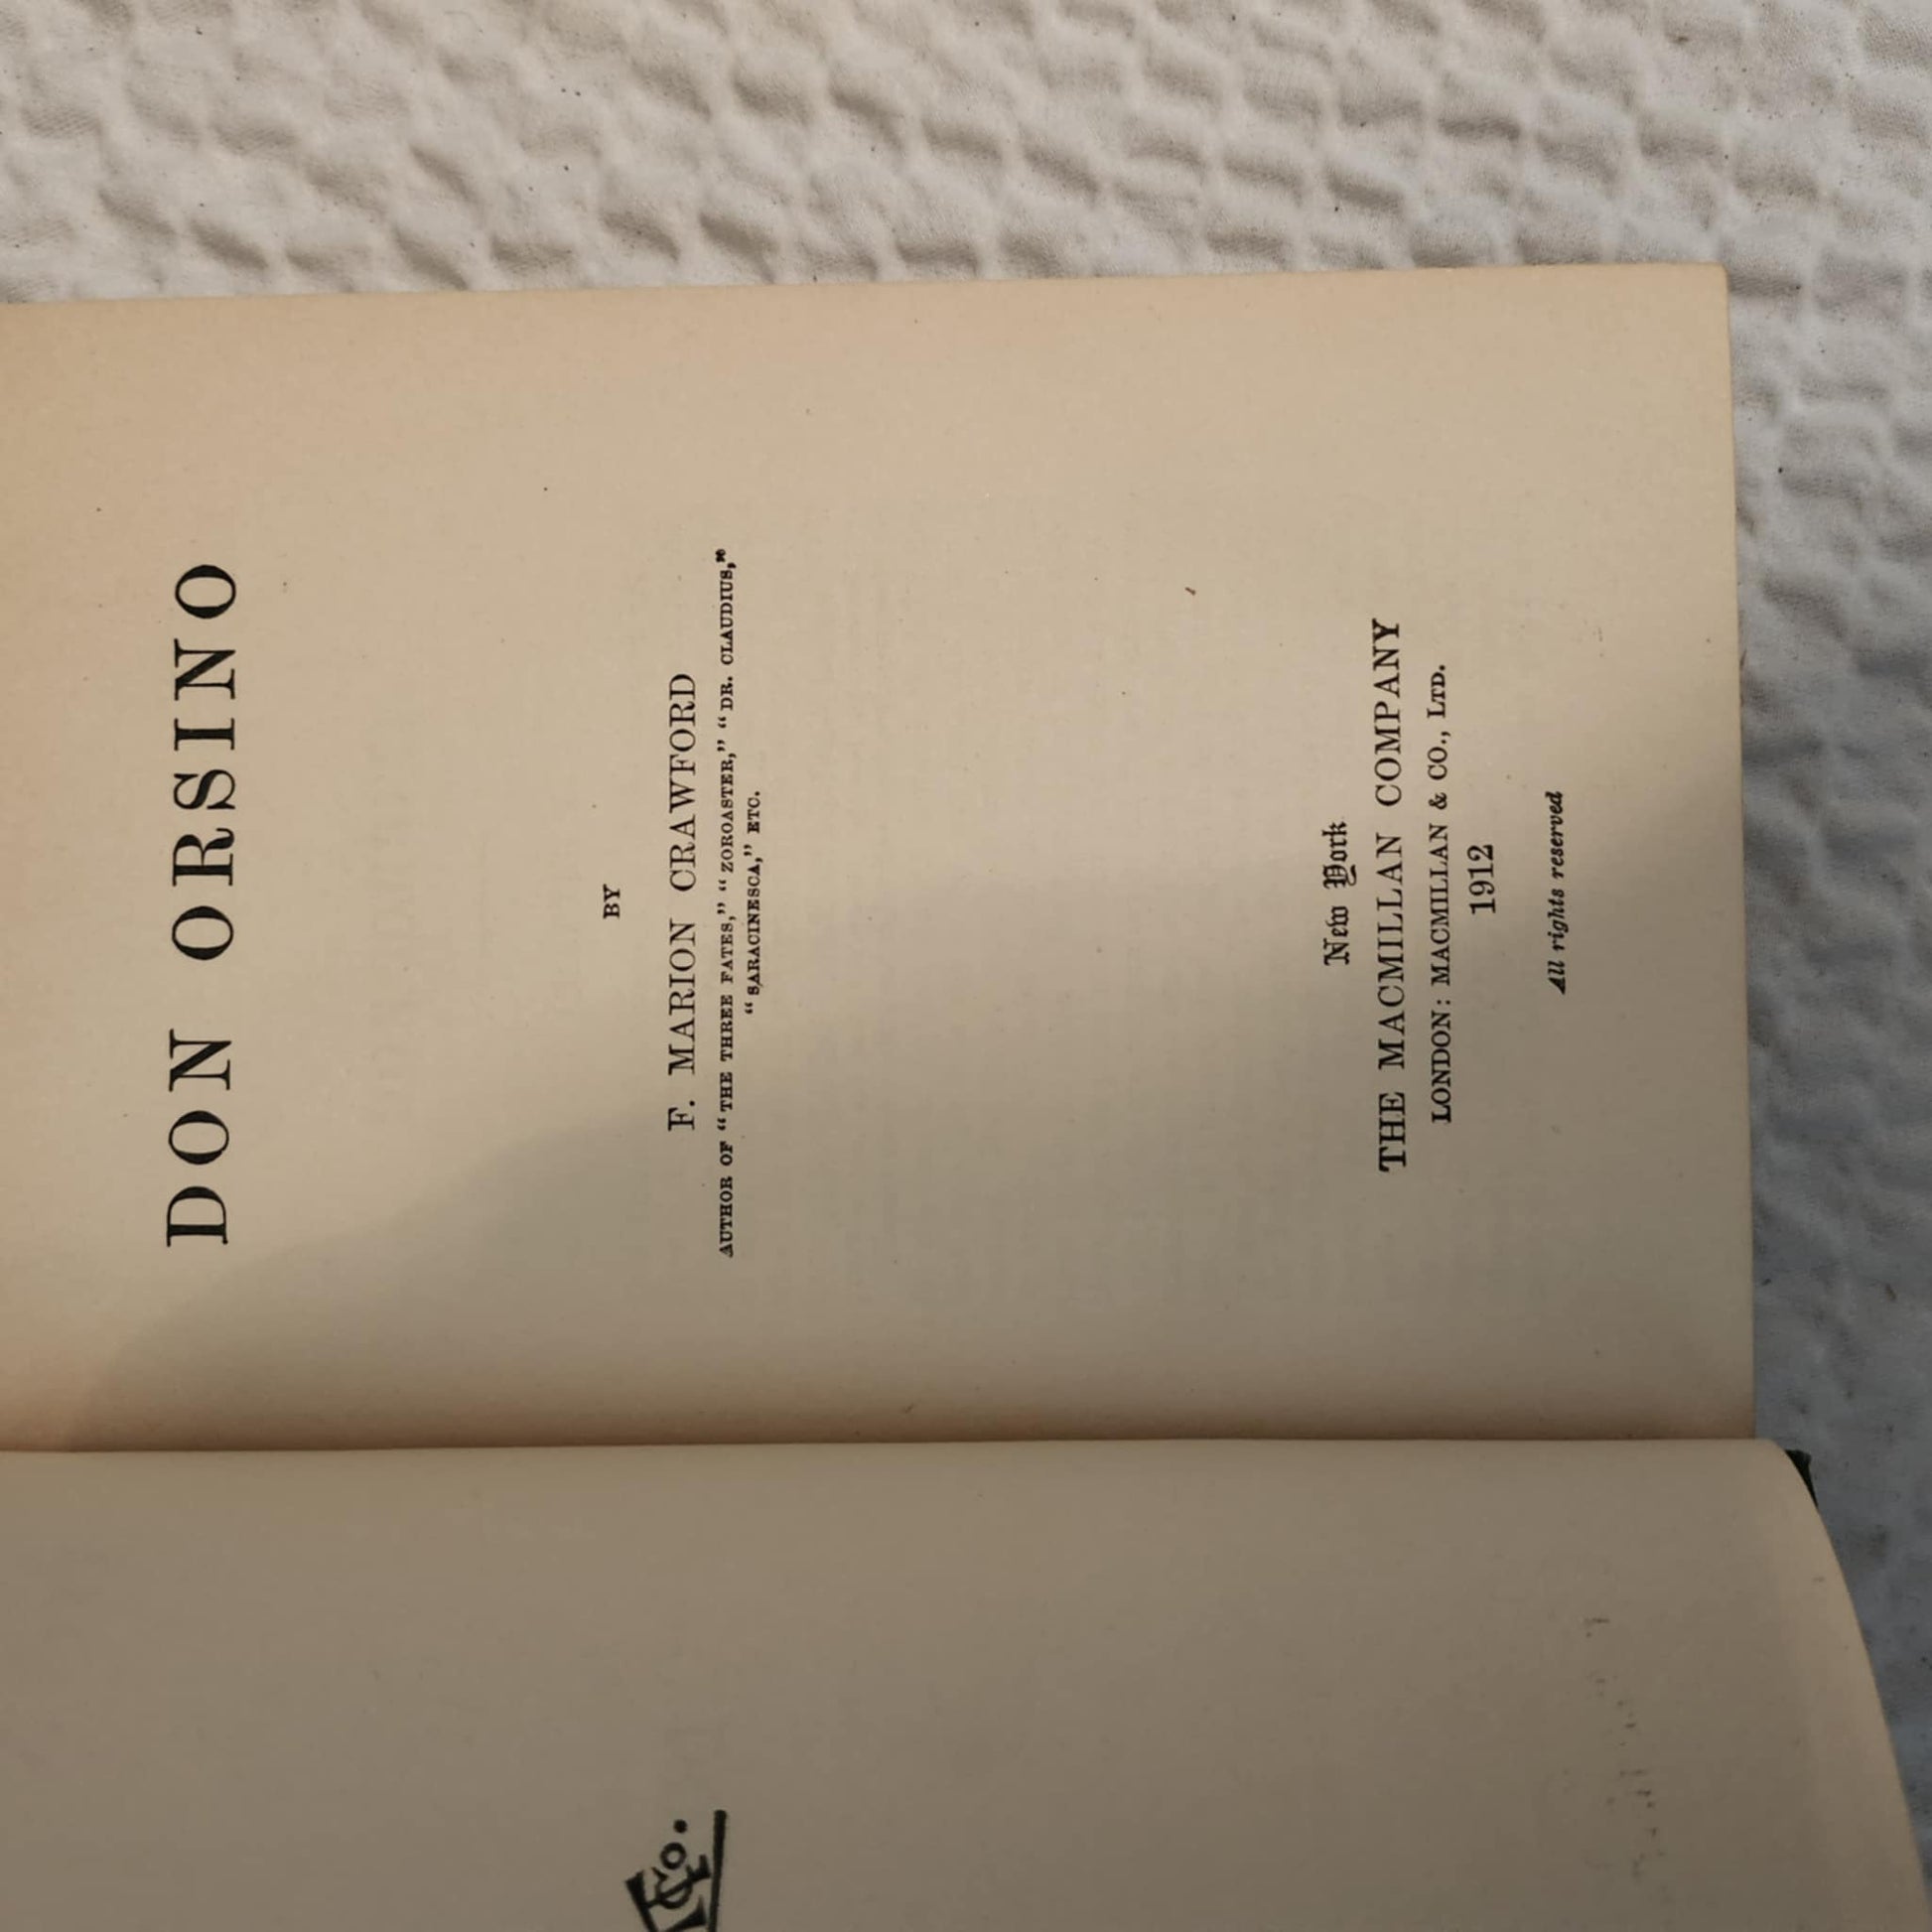 DON ORSINO
BY
F. MARION CRAWFORD
AUTHOR OF “THE THREE FATES,” “ZOROASTER,” “DR. CLAUDIUS,”
“SARACINESCA,” ETC.
New York
THE MACMILLAN COMPANY
LONDON: MACMILLAN & CO., LTD.
1912
All rights reserved
& Co.